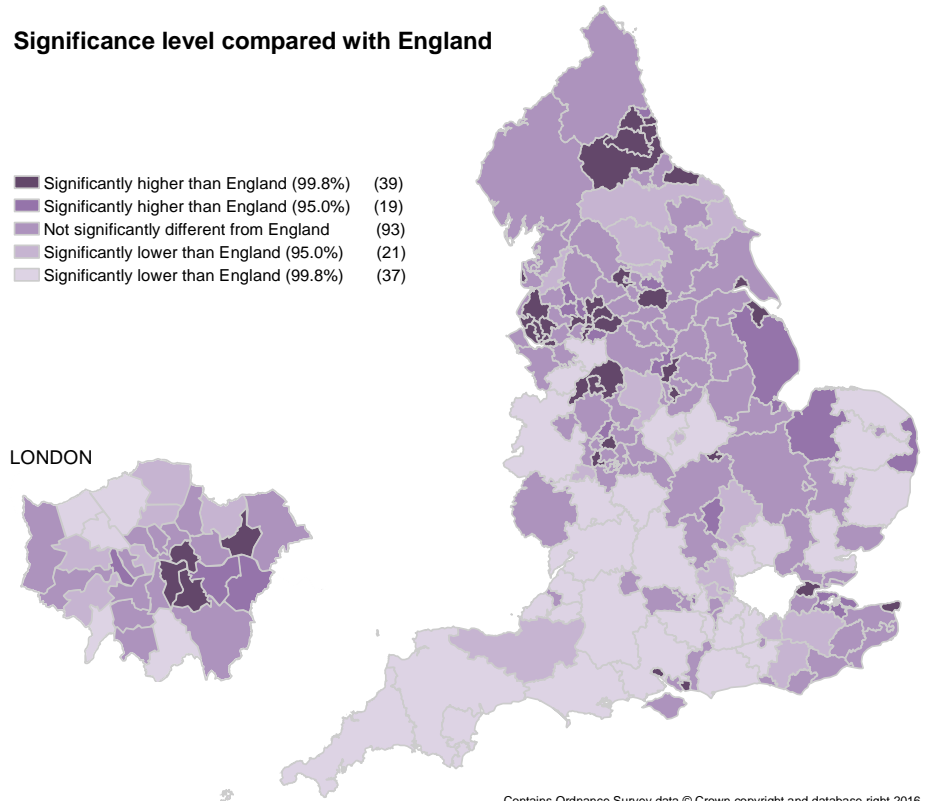 Significance level compared with England
Significantly higher than England (99.8%) (39)
Significantly higher than England (95.0%) (19)
Not significantly different from England (93)
Significantly lower than England (95.0%) (21)
Significantly lower than England (99.8%) (37)
LONDON
Contains Ordnance Survey data © Crown copyright and database right 2016